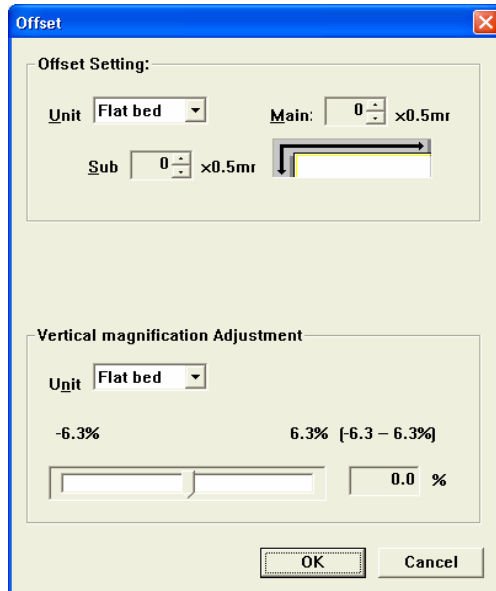 Offset
Offset Setting:
Unit Flat bed Main: 0 ×0.5mr
Sub 0 ×0.5mr
Vertical magnification Adjustment
Unit Flat bed
-6.3% 6.3% (-6.3 – 6.3%)
0.0 %
OK Cancel